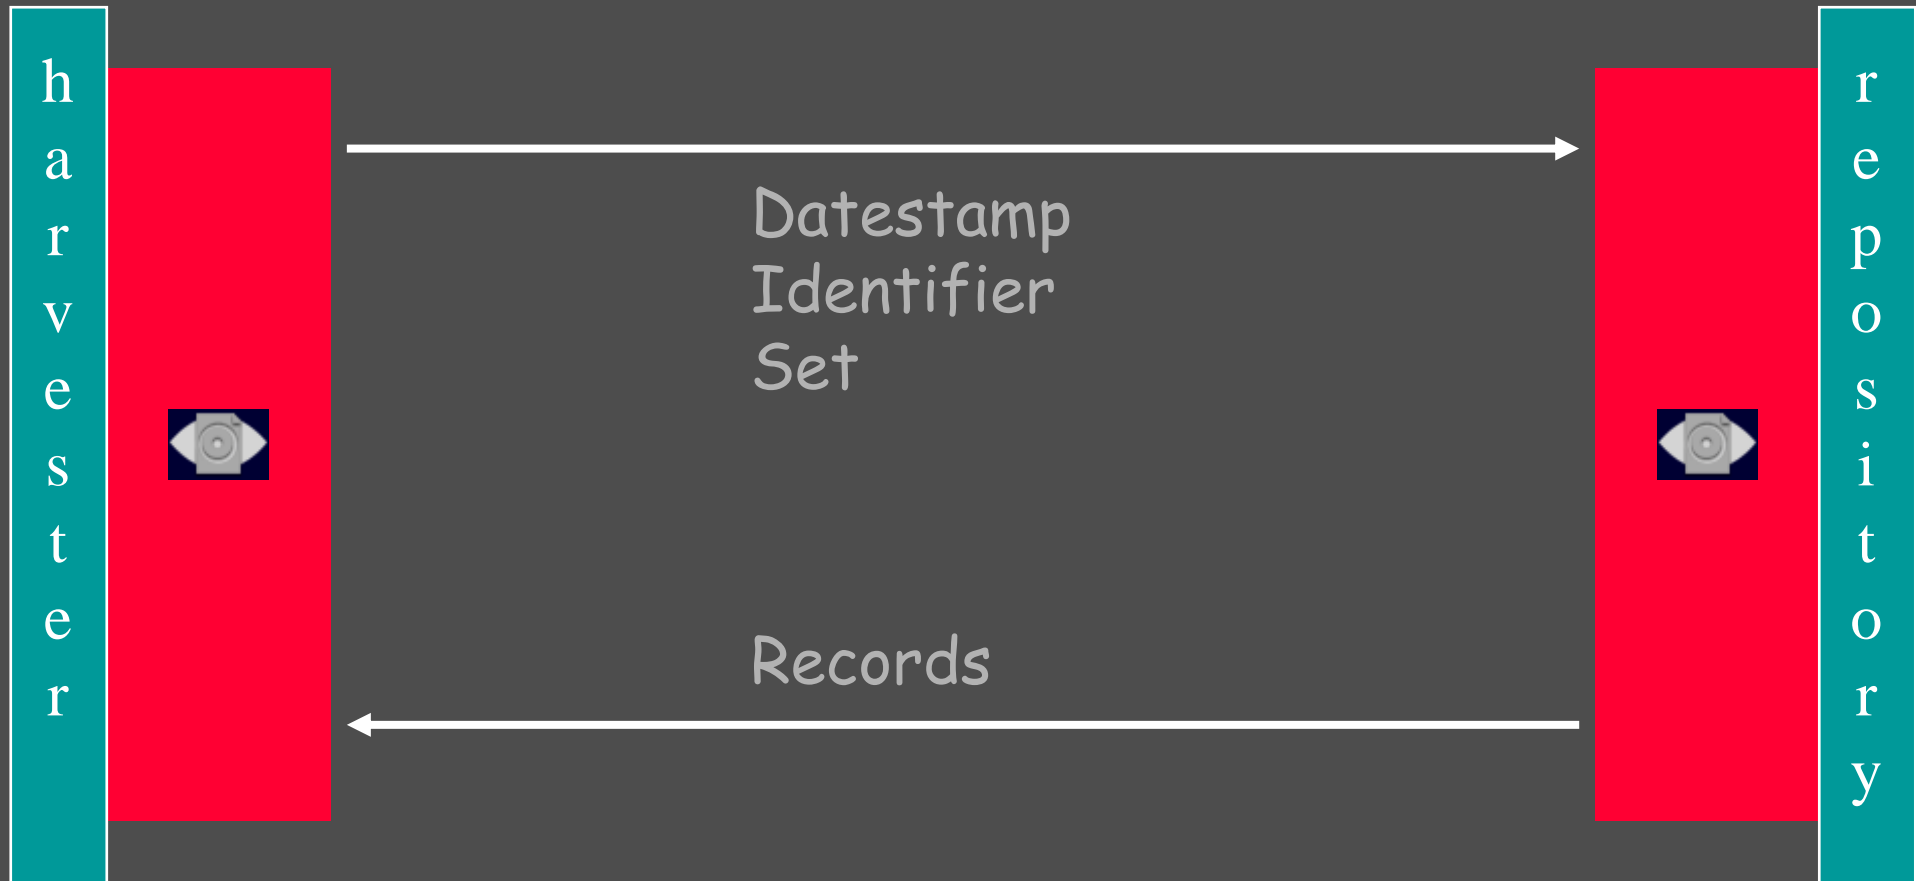 harvester
Datestamp
Identifier
Set
Records
repository